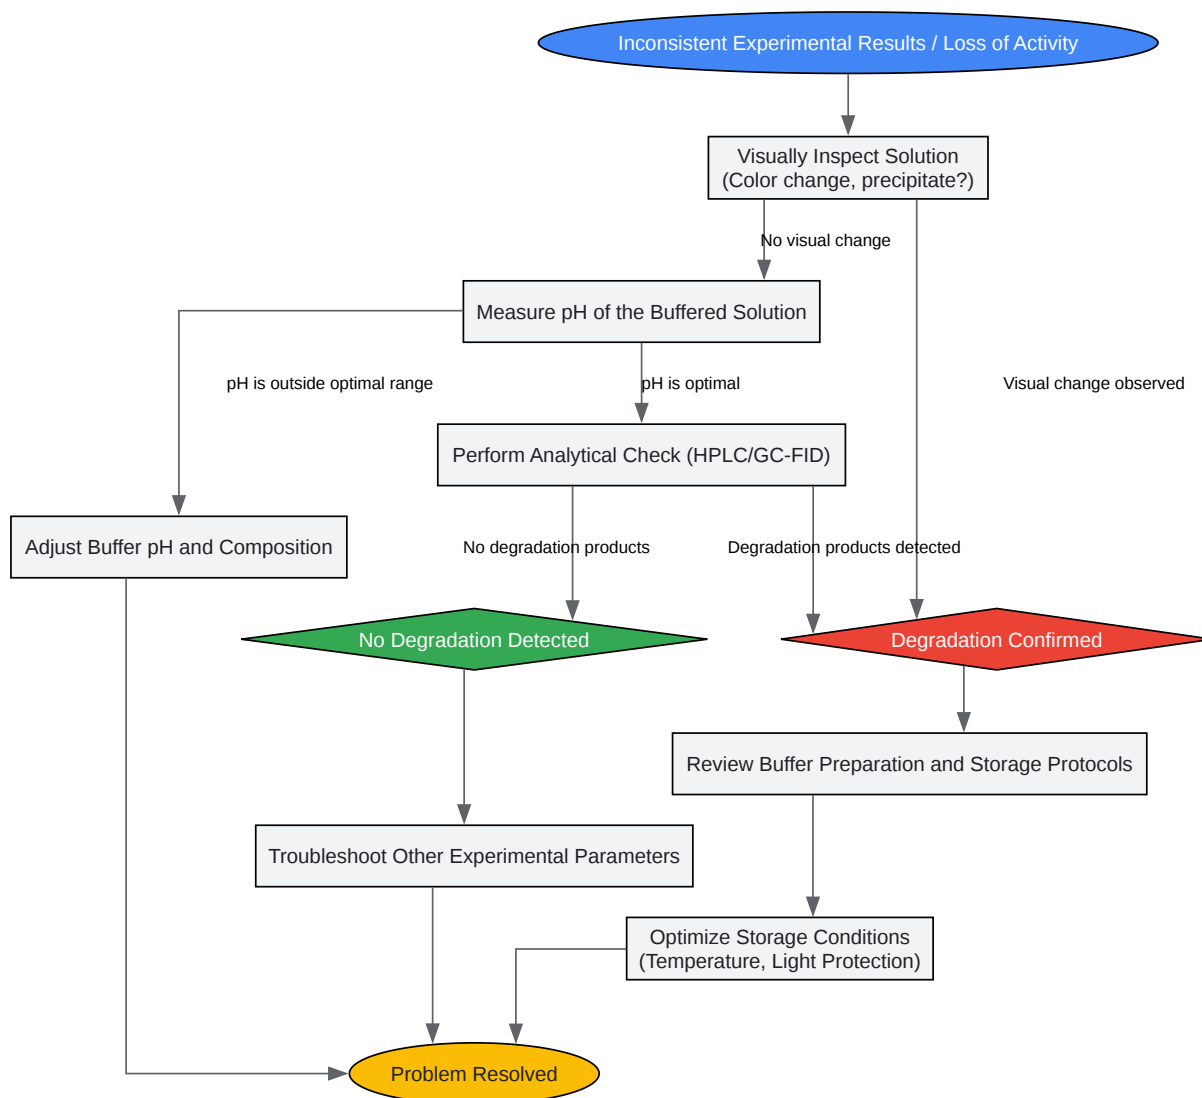 Inconsistent Experimental Results / Loss of Activity
Visually Inspect Solution
(Color change, precipitate?)
No visual change
Measure pH of the Buffered Solution
pH is outside optimal range
pH is optimal
Visual change observed
Perform Analytical Check (HPLC/GC-FID)
Adjust Buffer pH and Composition
No degradation products
Degradation products detected
No Degradation Detected
Degradation Confirmed
Review Buffer Preparation and Storage Protocols
Troubleshoot Other Experimental Parameters
Optimize Storage Conditions
(Temperature, Light Protection)
Problem Resolved